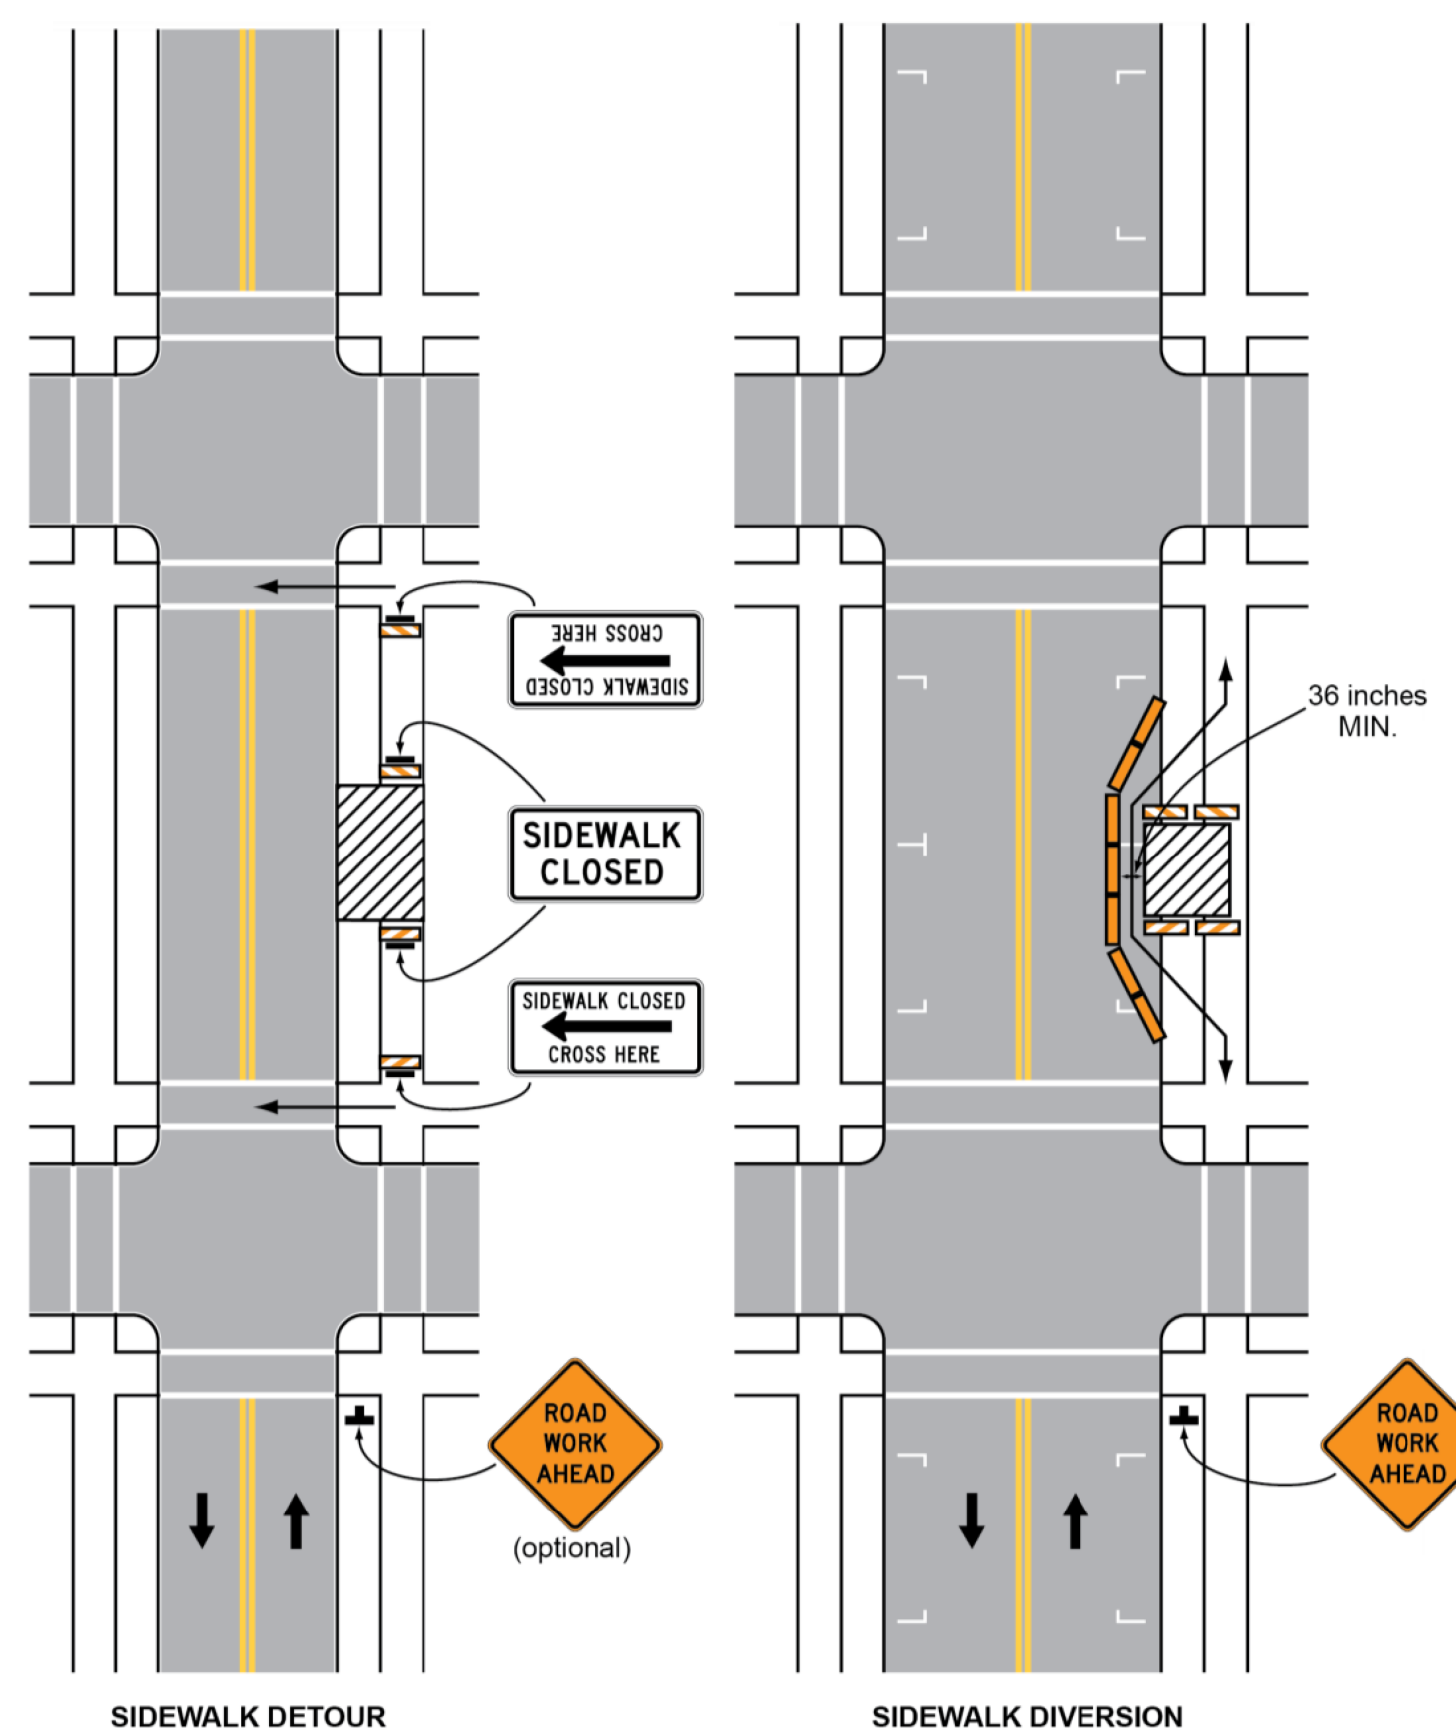 CROSS HERE
SIDEWALK CLOSED
36 inches
MIN.
SIDEWALK
CLOSED
SIDEWALK CLOSED
CROSS HERE
ROAD
WORK
AHEAD
(optional)
ROAD
WORK
AHEAD
SIDEWALK DETOUR
SIDEWALK DIVERSION